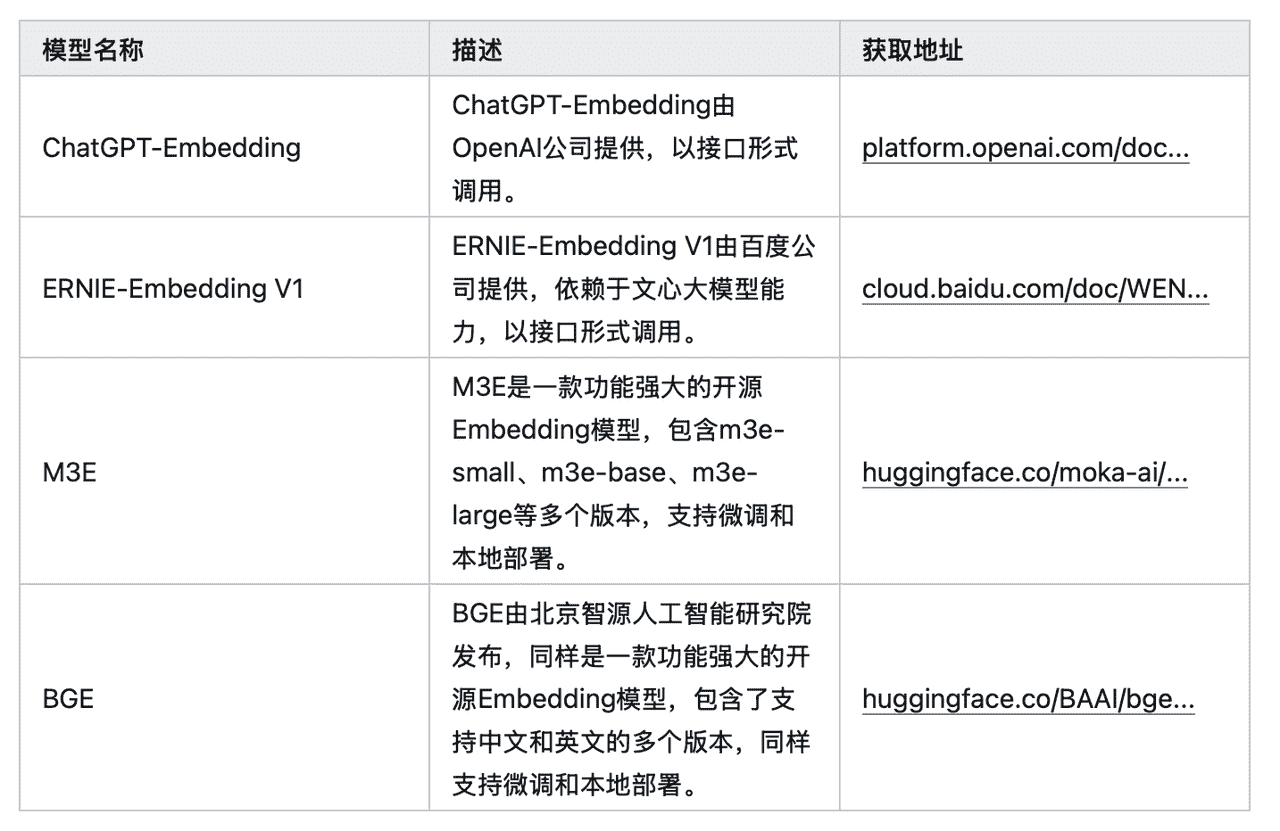 模型名称
描述
获取地址
ChatGPT-Embedding
ChatGPT-Embedding由
OpenAI公司提供，以接口形式
调用。
platform.openai.com/doc...
ERNIE-Embedding V1
ERNIE-Embedding V1由百度公
司提供，依赖于文心大模型能
力，以接口形式调用。
cloud.baidu.com/doc/WEN...
M3E
M3E是一款功能强大的开源
Embedding模型，包含m3e-
small、m3e-base、m3e-
large等多个版本，支持微调和
本地部署。
huggingface.co/moka-ai/...
BGE
BGE由北京智源人工智能研究院
发布，同样是一款功能强大的开
源Embedding模型，包含了支
持中文和英文的多个版本，同样
支持微调和本地部署。
huggingface.co/BAAI/bge...